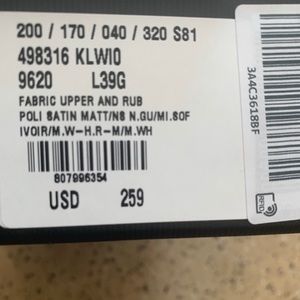 200 / 170 / 040 / 320 S81
498316 KLWI0
9620 L39G
FABRIC UPPER AND RUB
POLI SATIN MATT/NS N.GU/MI.SOF
IVOIR/M.W-H.R-M/M.WH
807996354
USD 259
3A4C3618BF
RFID